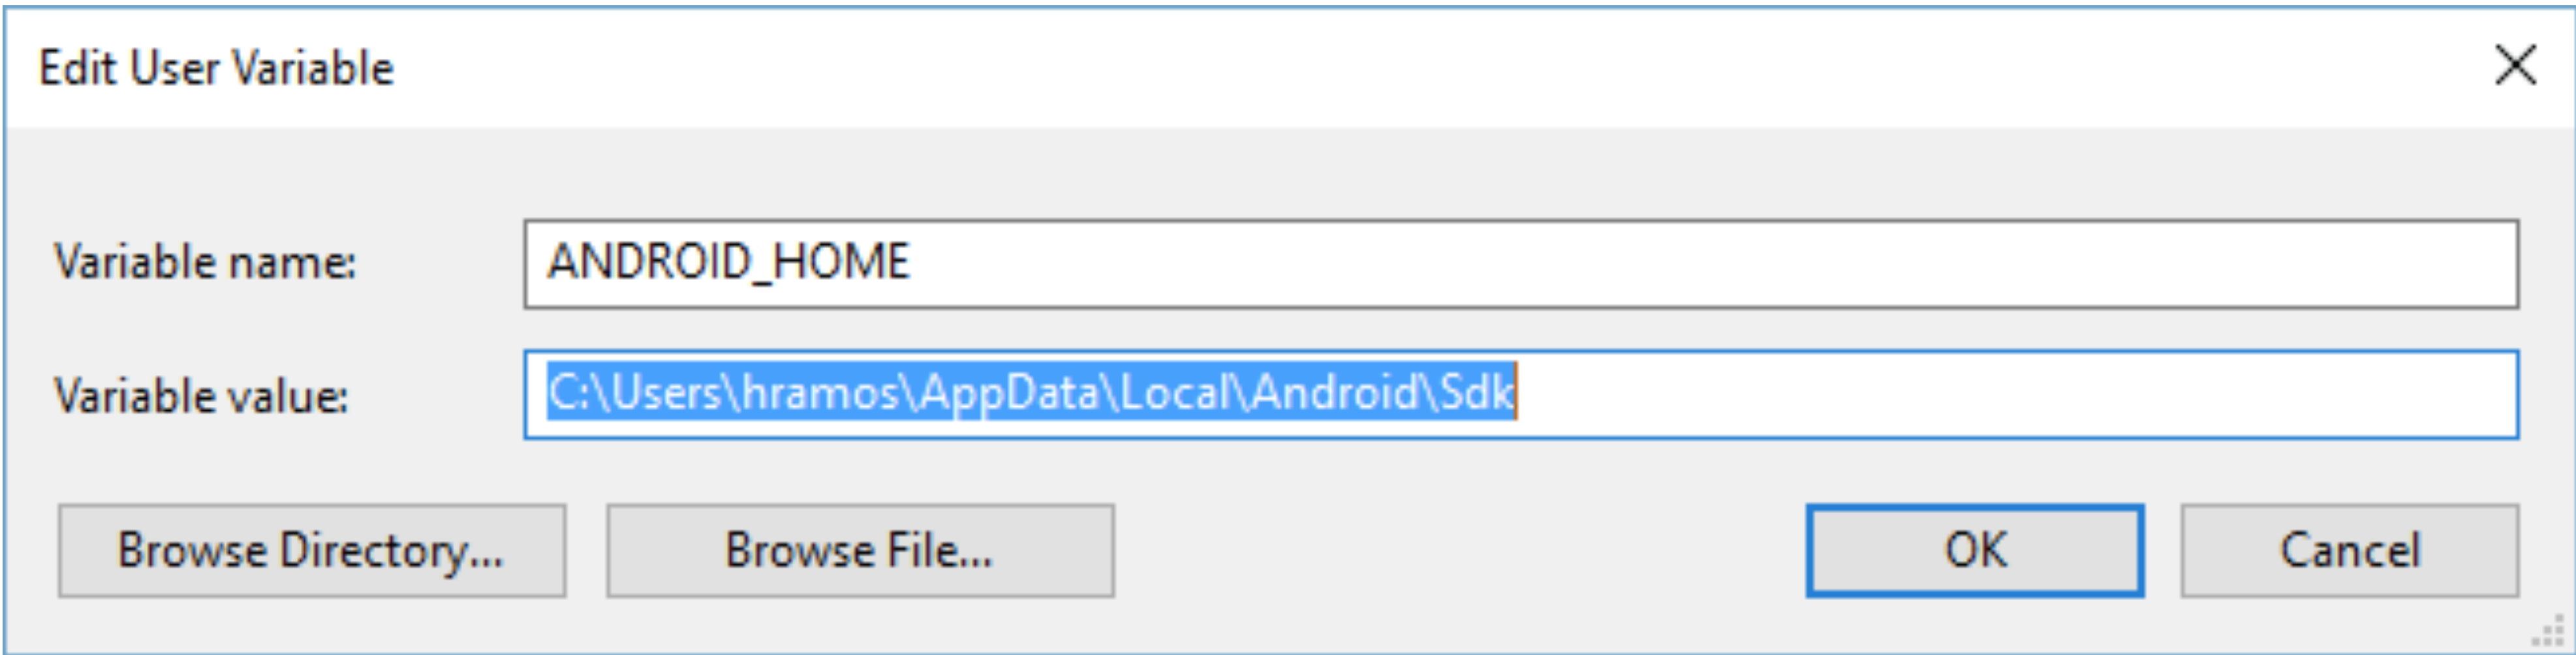 Edit User Variable
Variable name: ANDROID_HOME
Variable value: C:\Users\hramos\AppData\Local\Android\Sdk
Browse Directory... Browse File... OK Cancel